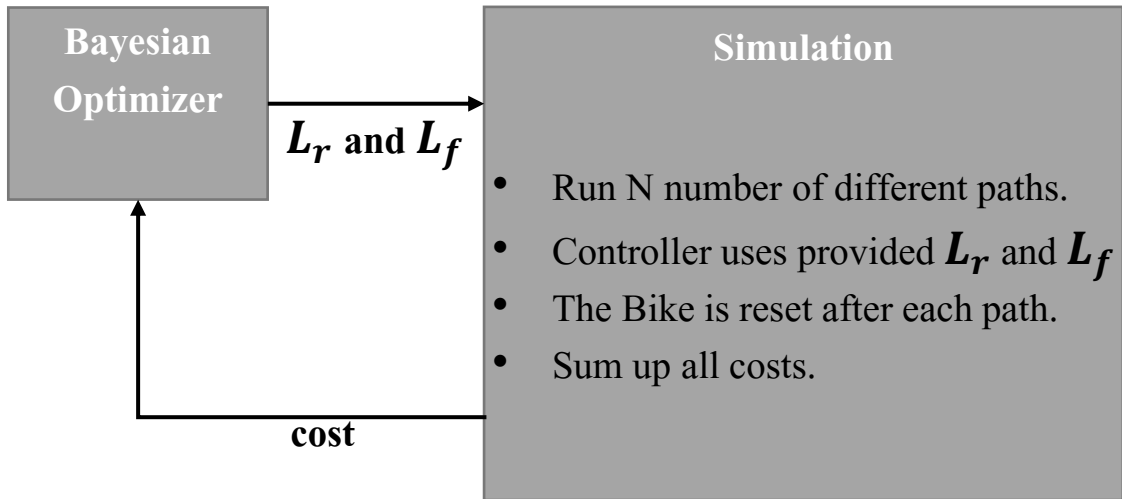 Bayesian
Optimizer
L_r and L_f
cost
Simulation
• Run N number of different paths.
• Controller uses provided L_r and L_f
• The Bike is reset after each path.
• Sum up all costs.